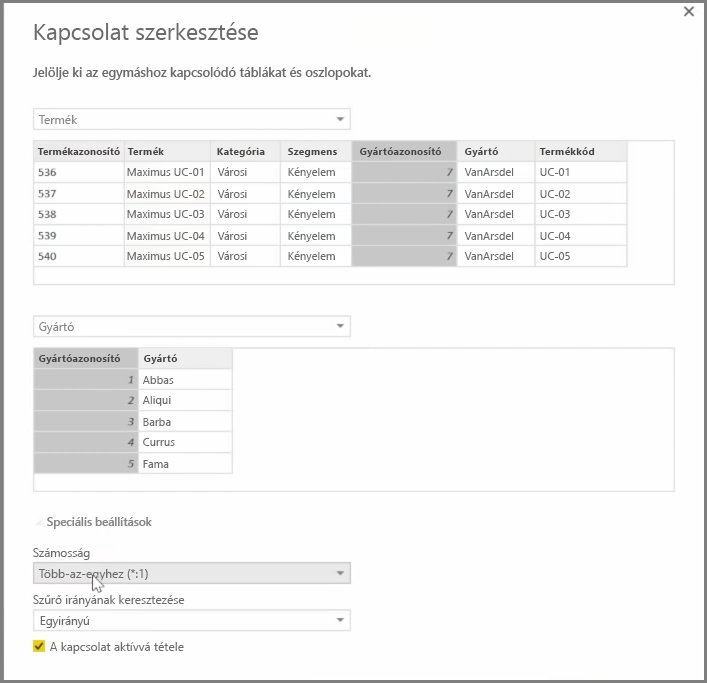 Kapcsolat szerkesztése
Jelölje ki az egymáshoz kapcsolódó táblákat és oszlopokat.
Termék
Termékazonosító Termék Kategória Szegmens Gyártóazonosító Gyártó Termékkód
536 Maximus UC-01 Városi Kényelem 7 VanArsdel UC-01
537 Maximus UC-02 Városi Kényelem 7 VanArsdel UC-02
538 Maximus UC-03 Városi Kényelem 7 VanArsdel UC-03
539 Maximus UC-04 Városi Kényelem 7 VanArsdel UC-04
540 Maximus UC-05 Városi Kényelem 7 VanArsdel UC-05
Gyártó
Gyártóazonosító Gyártó
1 Abbas
2 Aliqui
3 Barba
4 Currus
5 Fama
Speciális beállítások
Számosság
Több-az-egyhez (*:1)
Szűrő irányának keresztezése
Egyirányú
A kapcsolat aktívvá tétele